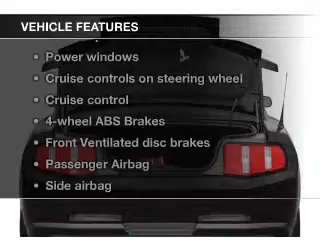 VEHICLE FEATURES
• Power windows
• Cruise controls on steering wheel
• Cruise control
• 4-wheel ABS Brakes
• Front Ventilated disc brakes
• Passenger Airbag
• Side airbag